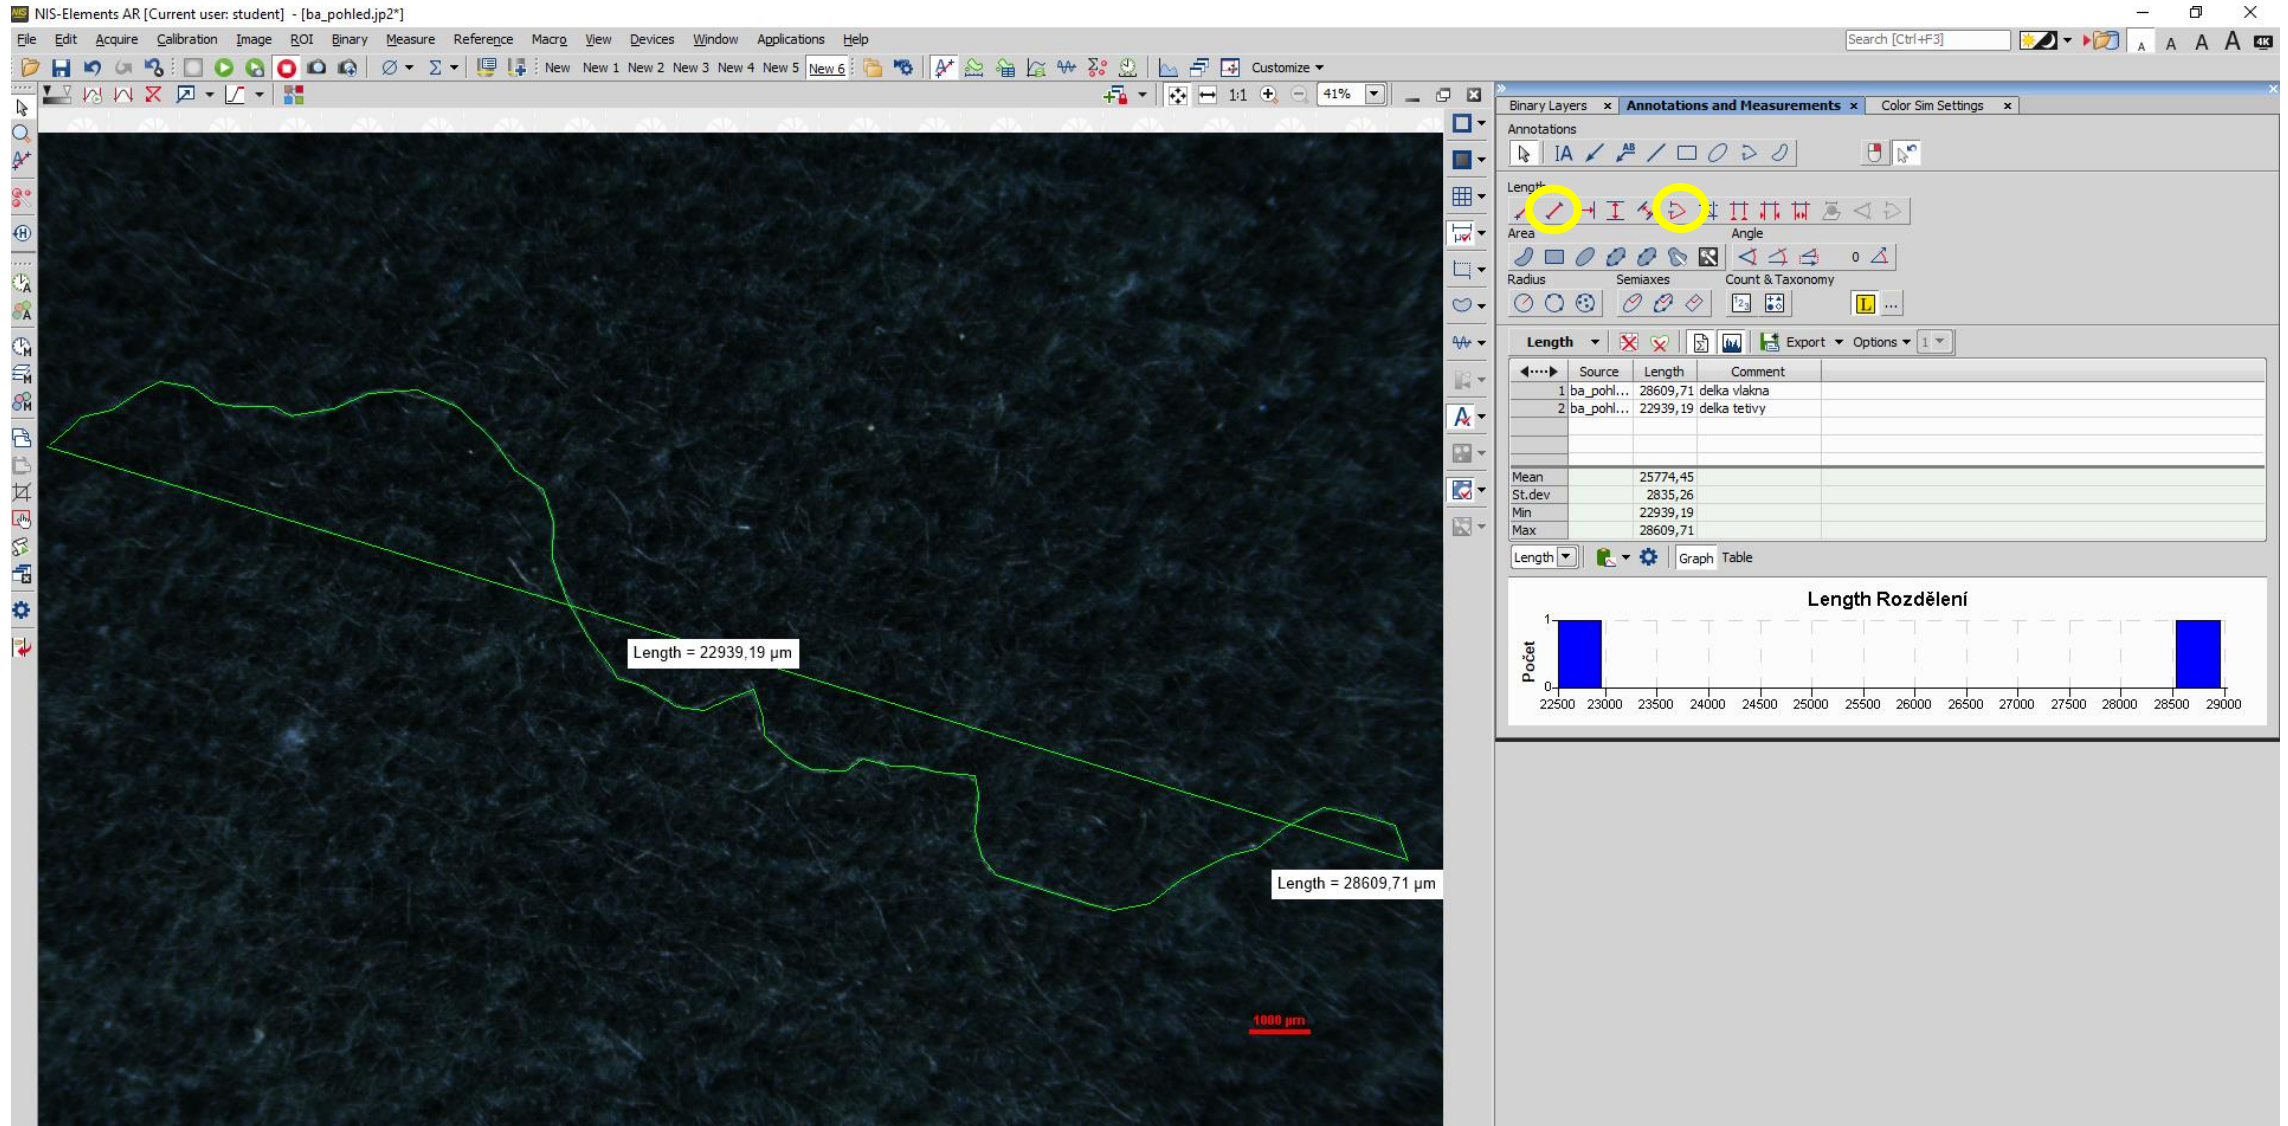 NIS-Elements AR [Current user: student] - [ba_pohled.jp2*]
File Edit Acquire Calibration Image ROI Binary Measure Reference Macro View Devices Window Applications Help
Search [Ctrl+F3]
A A A A 4K
New New 1 New 2 New 3 New 4 New 5 New 6
Customize
1:1 41%
Binary Layers × Annotations and Measurements × Color Sim Settings ×
Annotations
Length
Area Angle
0
Radius Semiaxes Count & Taxonomy
L ...
Length Export Options 1
Source Length Comment
1 ba_pohl... 28609,71 delka vlakna
2 ba_pohl... 22939,19 delka tetivy
Mean 25774,45
St.dev 2835,26
Min 22939,19
Max 28609,71
Length Graph Table
Length Rozdělení
Počet
1
0
22500 23000 23500 24000 24500 25000 25500 26000 26500 27000 27500 28000 28500 29000
Length = 22939,19 µm
Length = 28609,71 µm
1000 µm